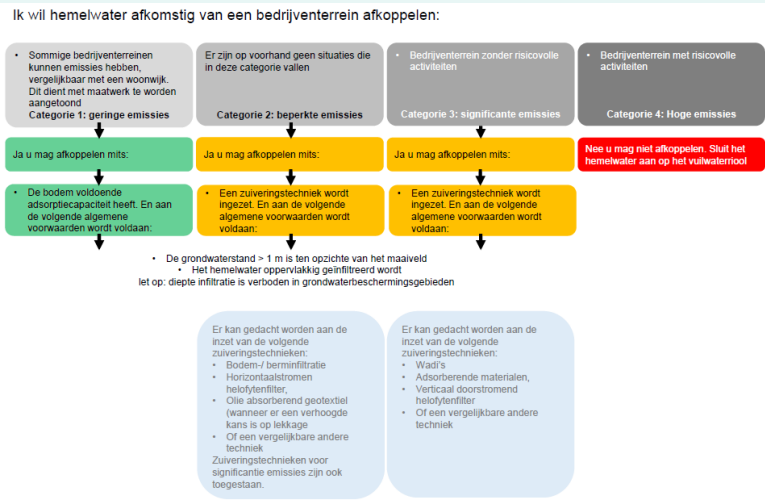 Ik wil hemelwater afkomstig van een bedrijventerrein afkoppelen:
• Sommige bedrijventerreinen
kunnen emissies hebben,
vergelijkbaar met een woonwijk.
Dit dient met maatwerk te worden
aangetoond
Categorie 1: geringe emissies
Er zijn op voorhand geen situaties die
in deze categorie vallen
Categorie 2: beperkte emissies
• Bedrijventerrein zonder risicovolle
activiteiten
Categorie 3: significante emissies
• Bedrijventerrein met risicovolle
activiteiten
Categorie 4: Hoge emissies
Ja u mag afkoppelen mits:
Ja u mag afkoppelen mits:
Ja u mag afkoppelen mits:
Nee u mag niet afkoppelen. Sluit het
hemelwater aan op het vuilwaterriool
• De bodem voldoende
adsorptiecapaciteit heeft. En aan
de volgende algemene
voorwaarden wordt voldaan:
• Een zuiveringstechniek wordt
ingezet. En aan de volgende
algemene voorwaarden wordt
voldaan:
• Een zuiveringstechniek wordt
ingezet. En aan de volgende
algemene voorwaarden wordt
voldaan:
• De grondwaterstand > 1 m is ten opzichte van het maaiveld
• Het hemelwater oppervlakkig geïnfiltreerd wordt
let op: diepte infiltratie is verboden in grondwaterbeschermingsgebieden
Er kan gedacht worden aan de
inzet van de volgende
zuiveringstechnieken:
• Bodem-/ berminfiltratie
• Horizontaalstromen
helofytenfilter,
• Olie absorberend geotextiel
(wanneer er een verhoogde
kans is op lekkage
• Of een vergelijkbare andere
techniek
Zuiveringstechnieken voor
significantie emissies zijn ook
toegestaan.
Er kan gedacht worden aan de
inzet van de volgende
zuiveringstechnieken:
• Wadi's
• Adsorberende materialen,
• Verticaal doorstromend
helofytenfilter
• Of een vergelijkbare andere
techniek